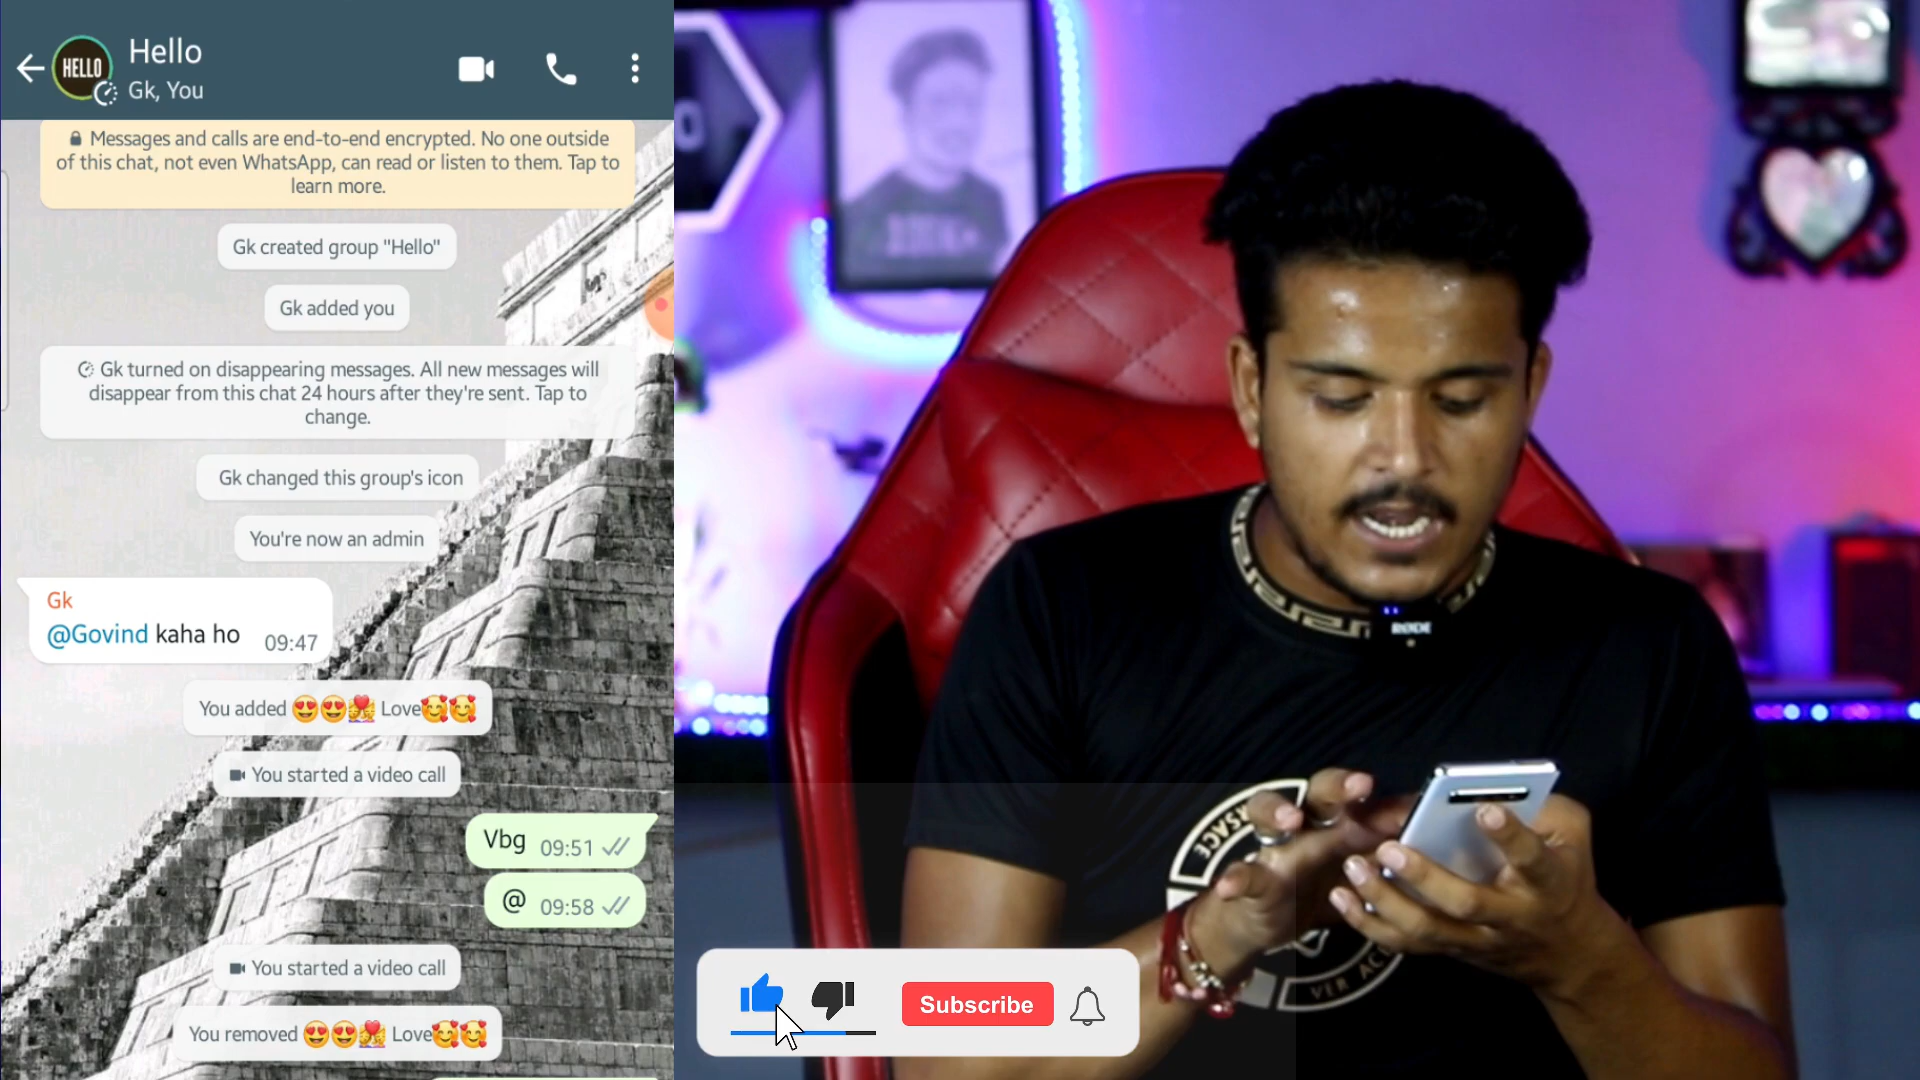 Hello
Gk, You
HELLO
Messages and calls are end-to-end encrypted. No one outside
of this chat, not even WhatsApp, can read or listen to them. Tap to
learn more.
Gk created group "Hello"
Gk added you
Gk turned on disappearing messages. All new messages will
disappear from this chat 24 hours after they're sent. Tap to
change.
Gk changed this group's icon
You're now an admin
Gk
@Govind kaha ho 09:47
You added 😍😍💏 Love🥰🥰
You started a video call
Vbg 09:51
@ 09:58
You started a video call
You removed 😍😍💏 Love🥰🥰
RØDE
Subscribe